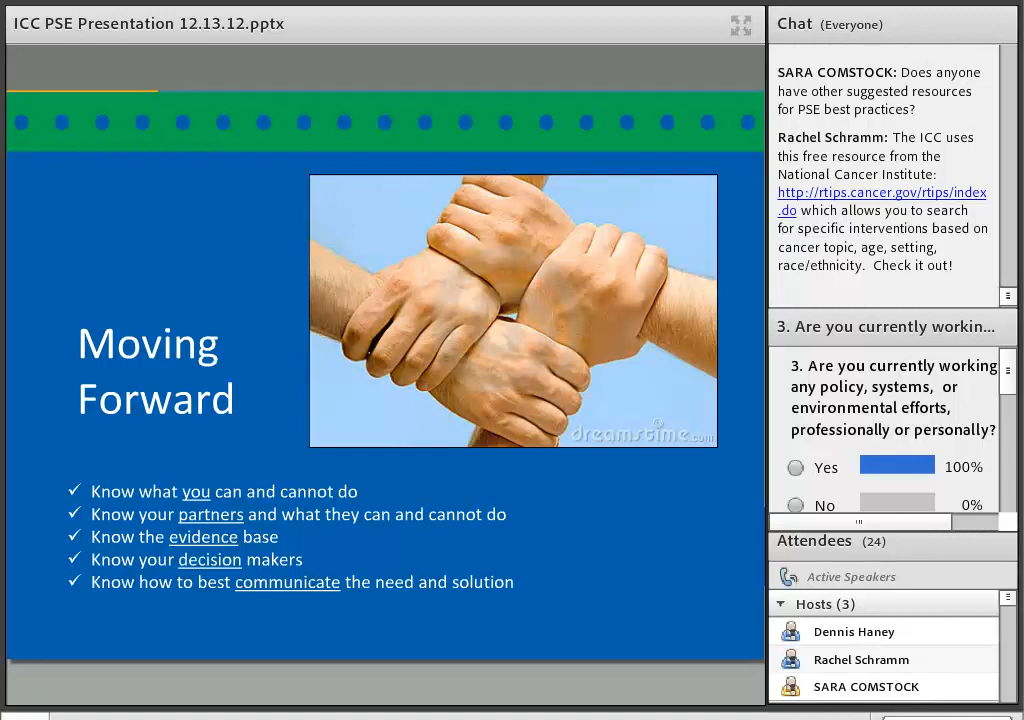 ICC PSE Presentation 12.13.12.pptx
Moving
Forward
dreamstime.com
✓ Know what you can and cannot do
✓ Know your partners and what they can and cannot do
✓ Know the evidence base
✓ Know your decision makers
✓ Know how to best communicate the need and solution
Chat (Everyone)
SARA COMSTOCK: Does anyone
have other suggested resources
for PSE best practices?
Rachel Schramm: The ICC uses
this free resource from the
National Cancer Institute:
http://rtips.cancer.gov/rtips/index
.do which allows you to search
for specific interventions based on
cancer topic, age, setting,
race/ethnicity. Check it out!
3. Are you currently workin...
3. Are you currently working
any policy, systems, or
environmental efforts,
professionally or personally?
Yes 100%
No 0%
Attendees (24)
Active Speakers
Hosts (3)
Dennis Haney
Rachel Schramm
SARA COMSTOCK